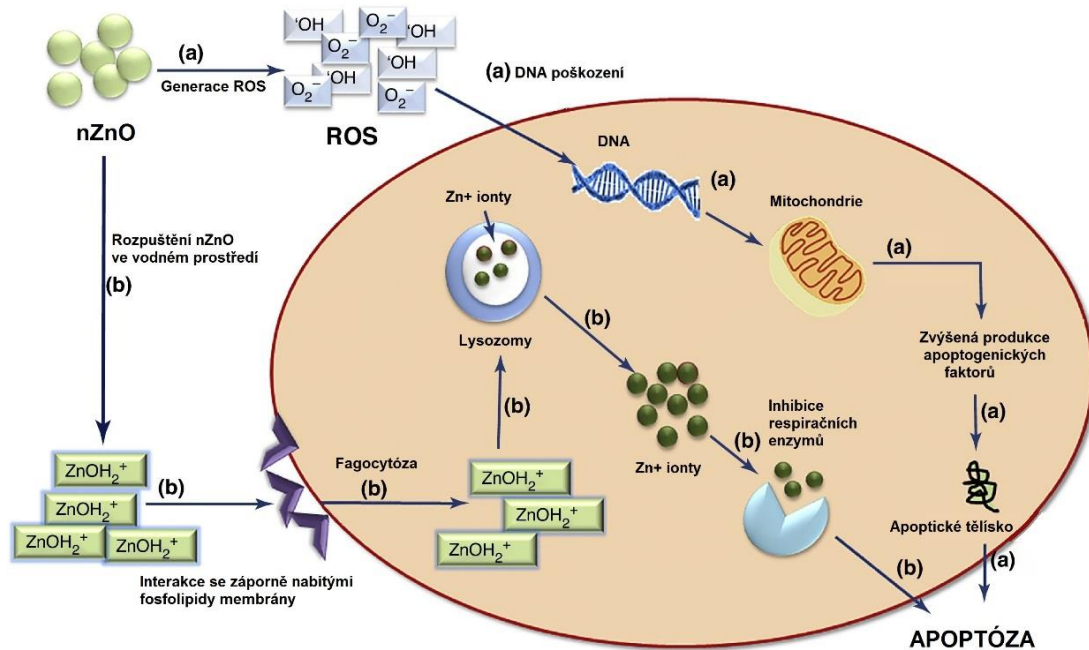 (a)
Generace ROS
nZnO
'OH
O₂⁻
'OH
O₂⁻
'OH
'OH
O₂⁻
O₂⁻
ROS
(a) DNA poškození
DNA
(a)
Mitochondrie
(a)
Zvýšená produkce
apoptogenických
faktorů
(a)
Apoptické tělísko
(a)
Rozpuštění nZnO
ve vodném prostředí
(b)
ZnOH₂⁺
ZnOH₂⁺
ZnOH₂⁺
ZnOH₂⁺
(b)
Interakce se záporně nabitými
fosfolipidy membrány
Fagocytóza
(b)
ZnOH₂⁺
ZnOH₂⁺
ZnOH₂⁺
(b)
Zn+ ionty
Lysozomy
(b)
Zn+ ionty
(b)
Inhibice
respiračních
enzymů
(b)
APOPTÓZA